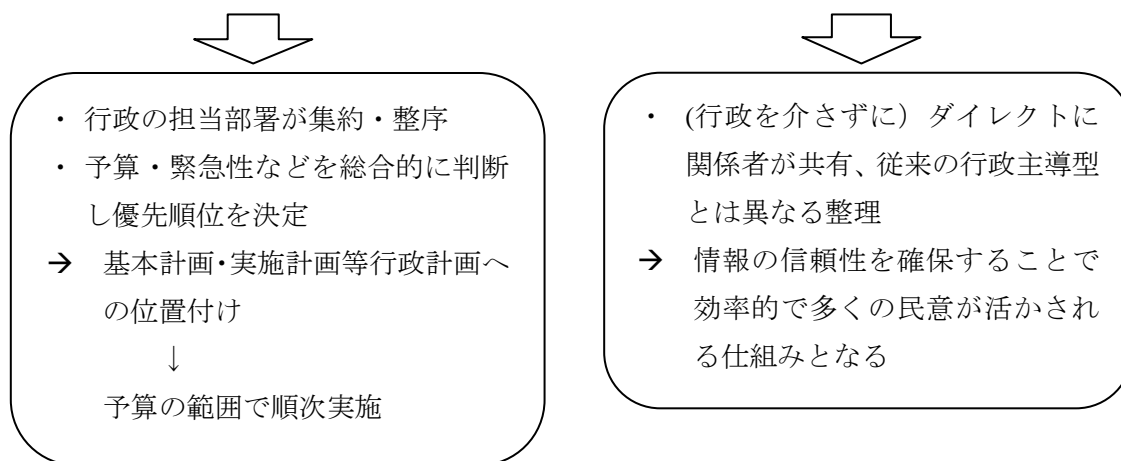 ・ 行政の担当部署が集約・整序
・ 予算・緊急性などを総合的に判断
し優先順位を決定
→ 基本計画・実施計画等行政計画へ
の位置付け
↓
予算の範囲で順次実施
・ (行政を介さずに）ダイレクトに
関係者が共有、従来の行政主導型
とは異なる整理
→ 情報の信頼性を確保することで
効率的で多くの民意が活かされ
る仕組みとなる